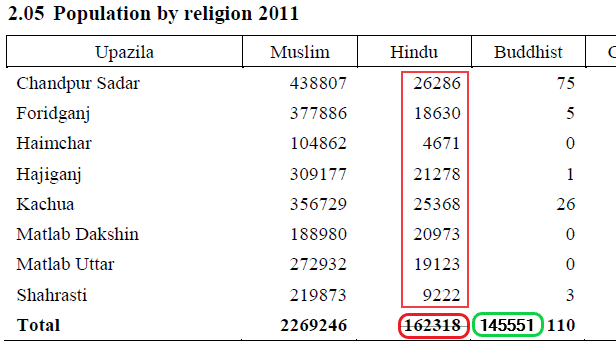 2.05 Population by religion 2011
Upazila Muslim Hindu Buddhist C
Chandpur Sadar 438807 26286 75
Foridganj 377886 18630 5
Haimchar 104862 4671 0
Hajiganj 309177 21278 1
Kachua 356729 25368 26
Matlab Dakshin 188980 20973 0
Matlab Uttar 272932 19123 0
Shahrasti 219873 9222 3
Total 2269246 162318 145551 110